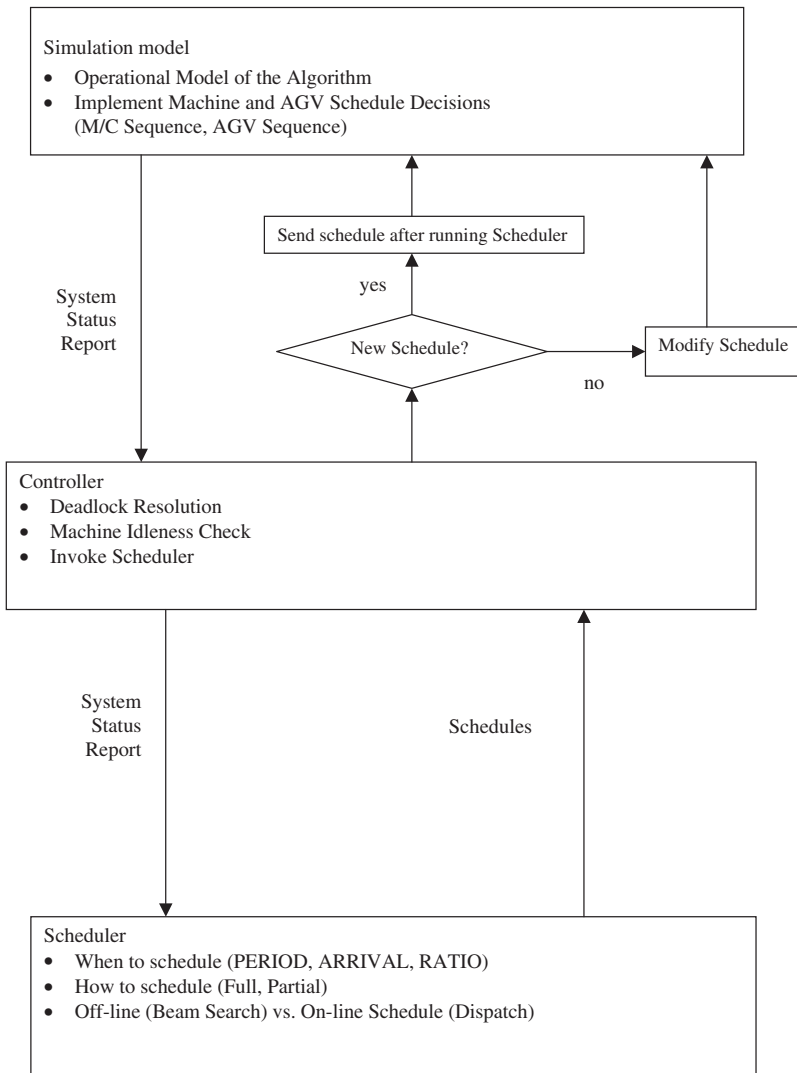 Simulation model
• Operational Model of the Algorithm
• Implement Machine and AGV Schedule Decisions
(M/C Sequence, AGV Sequence)
Send schedule after running Scheduler
yes
System
Status
Report
New Schedule?
Modify Schedule
no
Controller
• Deadlock Resolution
• Machine Idleness Check
• Invoke Scheduler
System
Status
Report
Schedules
Scheduler
• When to schedule (PERIOD, ARRIVAL, RATIO)
• How to schedule (Full, Partial)
• Off-line (Beam Search) vs. On-line Schedule (Dispatch)